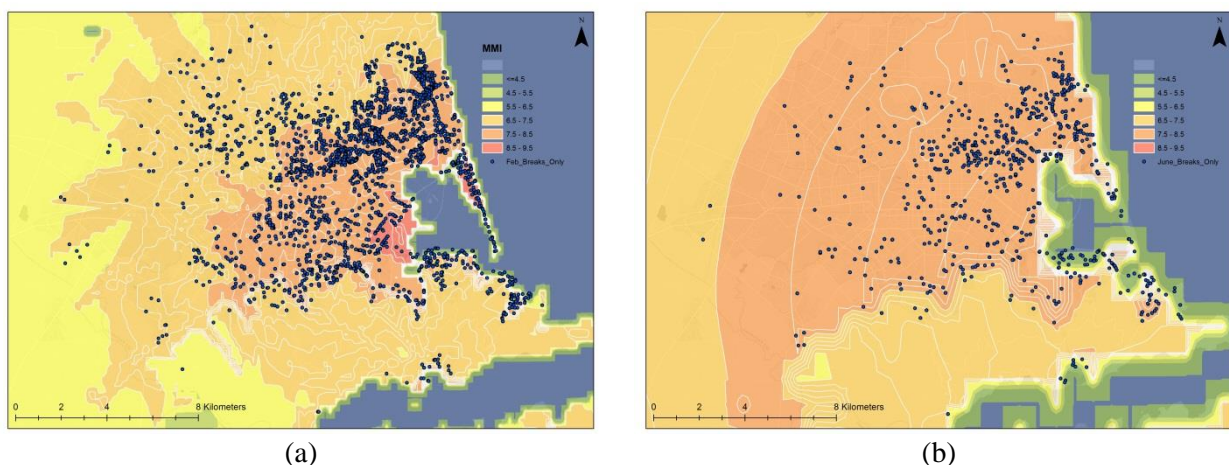 N
MMI
<=4.5
4.5 - 5.5
5.5 - 6.5
6.5 - 7.5
7.5 - 8.5
8.5 - 9.5
Feb_Breaks_Only
0 2 4 8 Kilometers
(a)
N
<=4.5
4.5 - 5.5
5.5 - 6.5
6.5 - 7.5
7.5 - 8.5
8.5 - 9.5
June_Breaks_Only
0 2 4 8 Kilometers
(b)